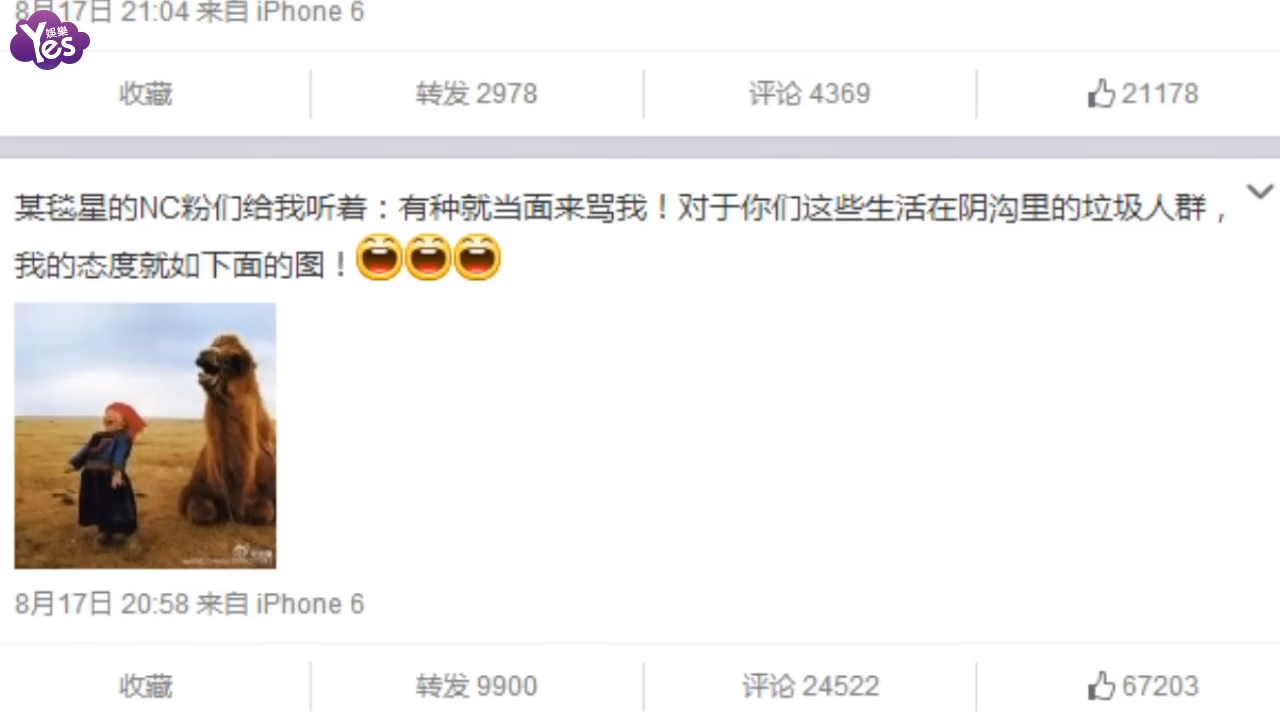 8月17日 21:04 来自 iPhone 6
娱樂
Yes
收藏
转发 2978
评论 4369
21178
某毯星的NC粉们给我听着：有种就当面来骂我！对于你们这些生活在阴沟里的垃圾人群，
我的态度就如下面的图！
8月17日 20:58 来自 iPhone 6
收藏
转发 9900
评论 24522
67203